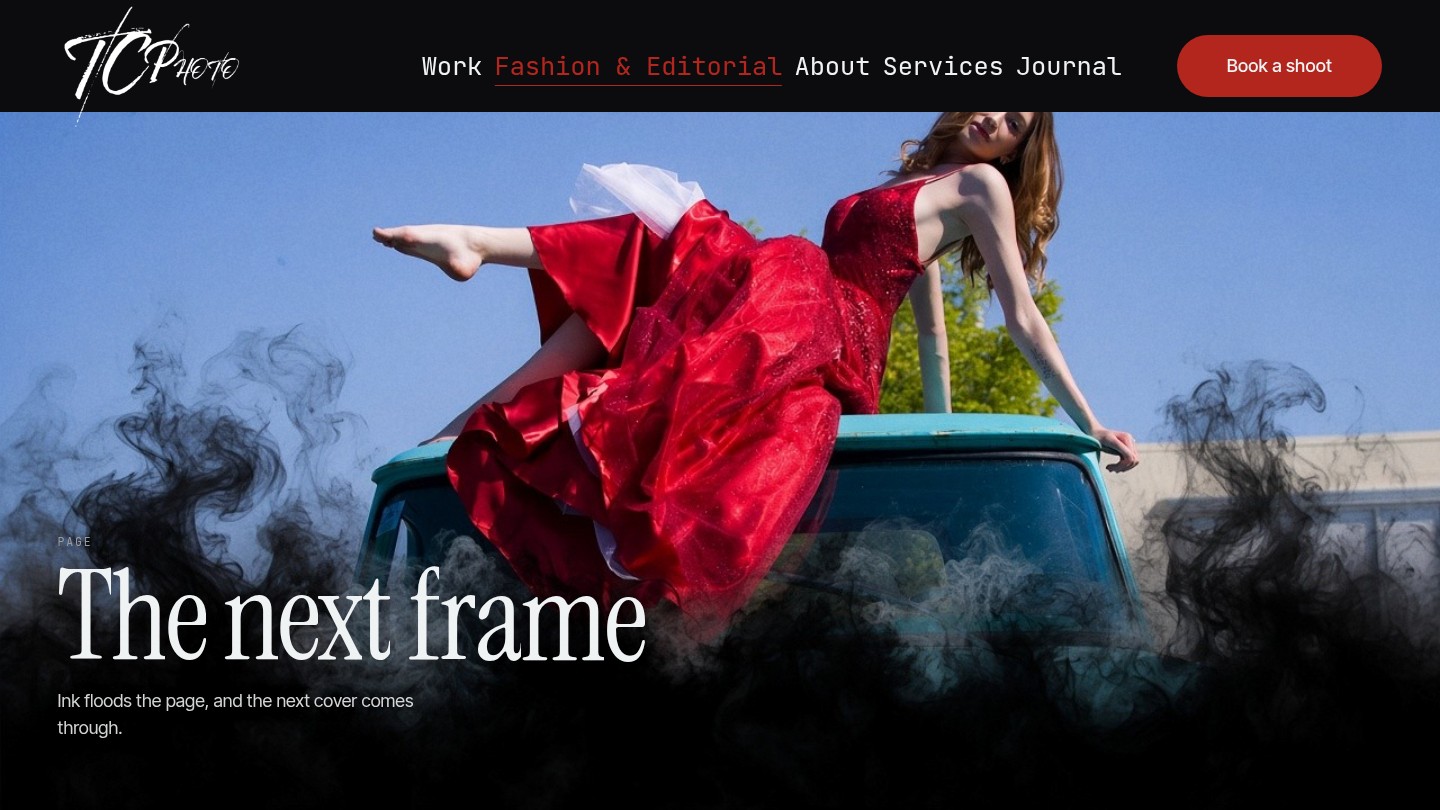 TCPHOTO
Work Fashion & Editorial About Services Journal
Book a shoot
PAGE
The next frame
Ink floods the page, and the next cover comes
through.